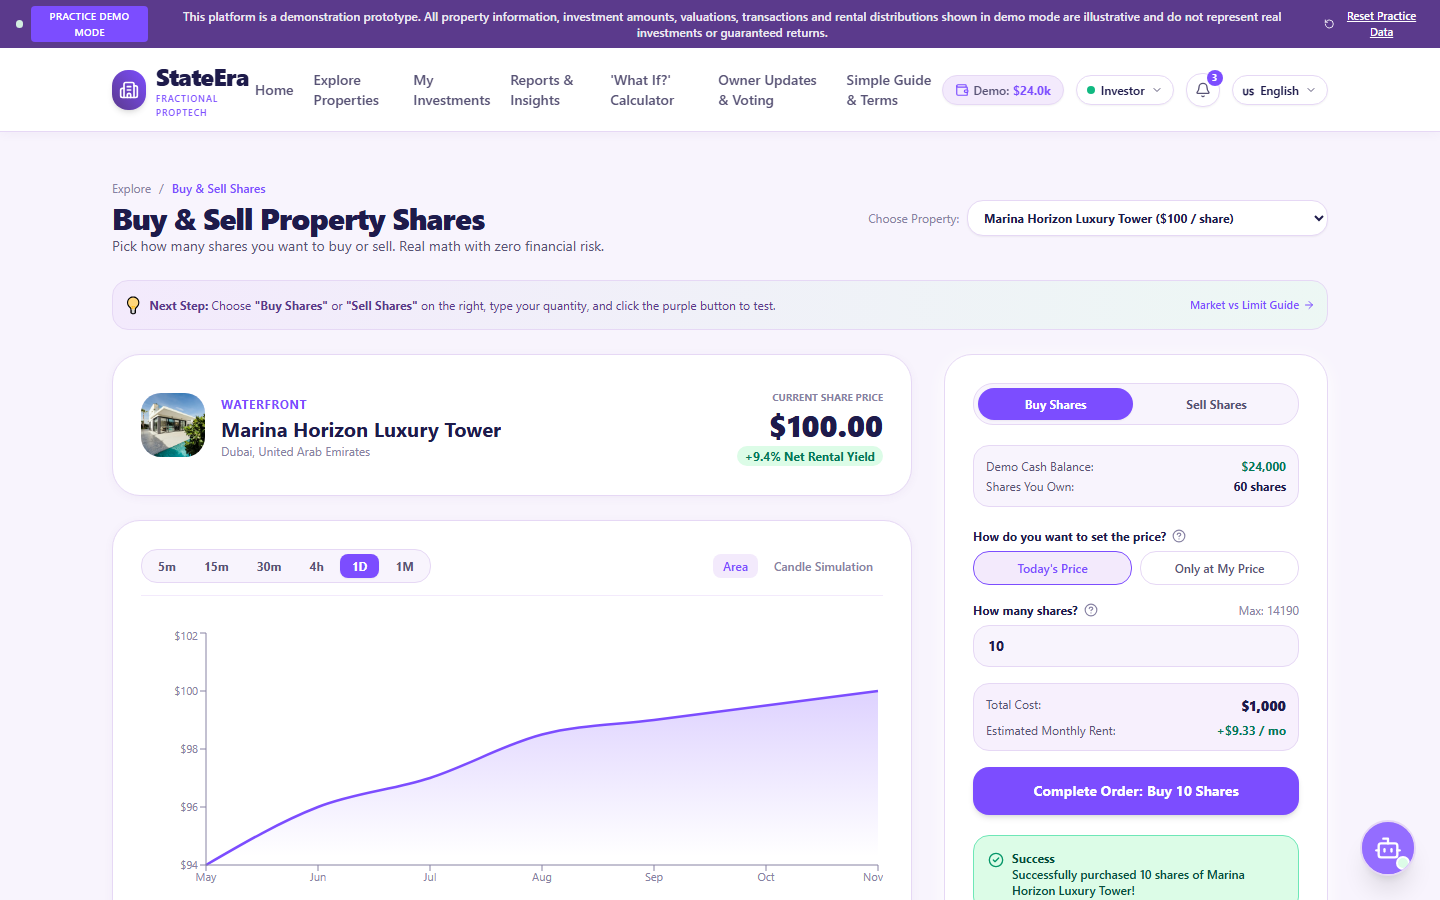 PRACTICE DEMO
MODE
This platform is a demonstration prototype. All property information, investment amounts, valuations, transactions and rental distributions shown in demo mode are illustrative and do not represent real
investments or guaranteed returns.
Reset Practice
Data
StateEra
FRACTIONAL
PROPTECH
Home
Explore
Properties
My
Investments
Reports &
Insights
'What If?'
Calculator
Owner Updates
& Voting
Simple Guide
& Terms
Demo: $24.0k
Investor
3
us English
Explore / Buy & Sell Shares
Buy & Sell Property Shares
Pick how many shares you want to buy or sell. Real math with zero financial risk.
Choose Property:
Marina Horizon Luxury Tower ($100 / share)
Next Step: Choose "Buy Shares" or "Sell Shares" on the right, type your quantity, and click the purple button to test.
Market vs Limit Guide →
WATERFRONT
Marina Horizon Luxury Tower
Dubai, United Arab Emirates
CURRENT SHARE PRICE
$100.00
+9.4% Net Rental Yield
5m
15m
30m
4h
1D
1M
Area
Candle Simulation
$102
$100
$98
$96
$94
May
Jun
Jul
Aug
Sep
Oct
Nov
Buy Shares
Sell Shares
Demo Cash Balance:
$24,000
Shares You Own:
60 shares
How do you want to set the price?
Today's Price
Only at My Price
How many shares?
Max: 14190
10
Total Cost:
$1,000
Estimated Monthly Rent:
+$9.33 / mo
Complete Order: Buy 10 Shares
Success
Successfully purchased 10 shares of Marina
Horizon Luxury Tower!